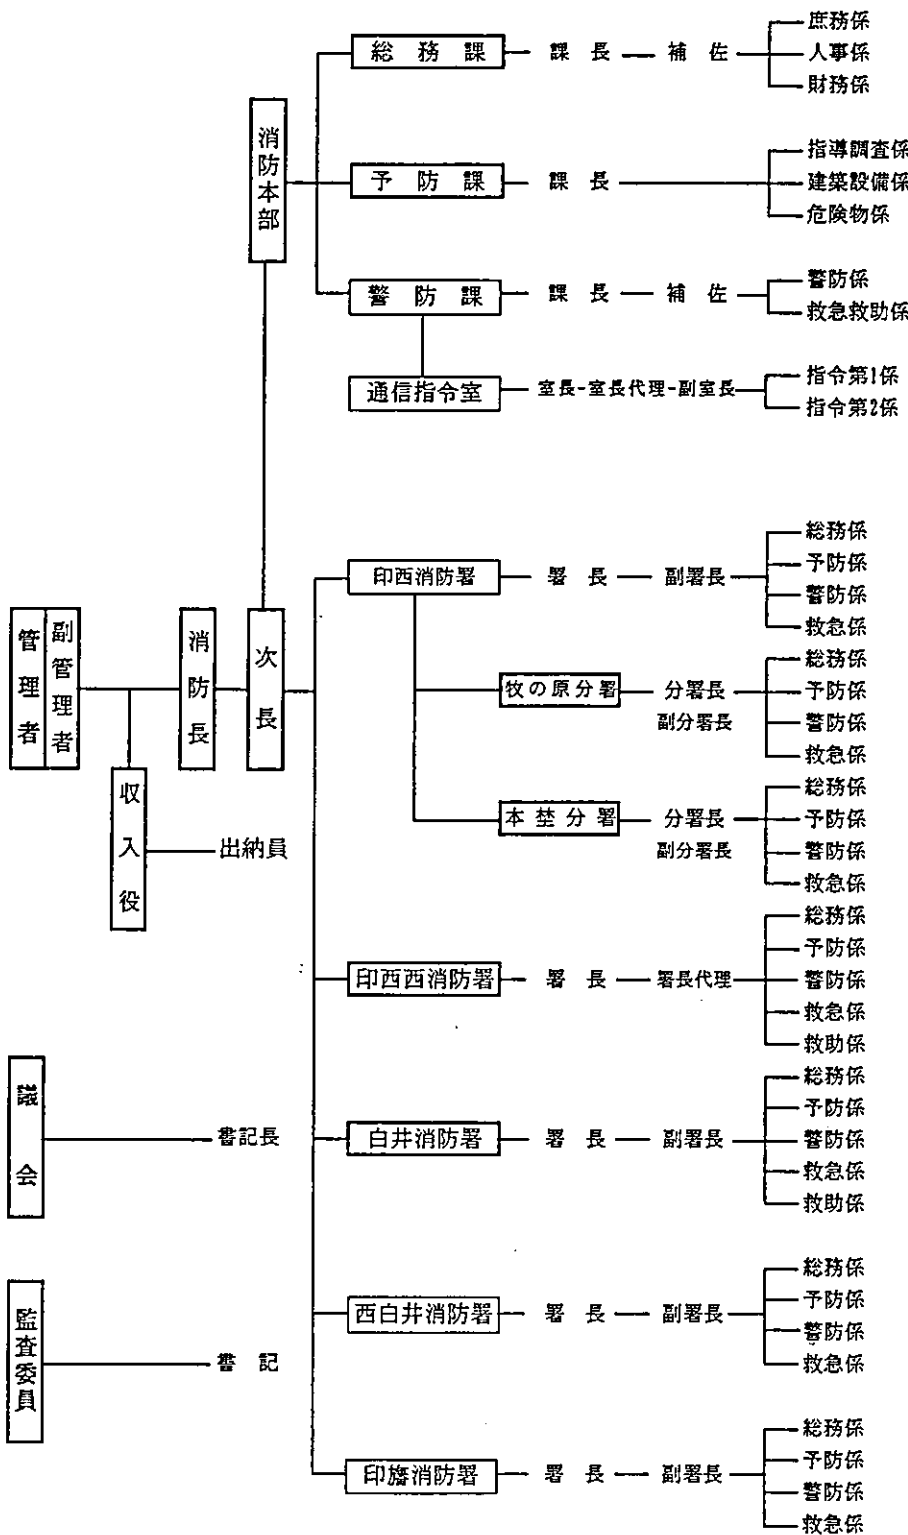 消防本部
総務課 課長 補佐
庶務係
人事係
財務係
予防課 課長
指導調査係
建築設備係
危険物係
警防課 課長 補佐
警防係
救急救助係
通信指令室 室長-室長代理-副室長
指令第1係
指令第2係
管理者
副管理者
収入役
出納員
消防長
次長
印西消防署 署長 副署長
総務係
予防係
警防係
救急係
牧の原分署 分署長
副分署長
総務係
予防係
警防係
救急係
本埜分署 分署長
副分署長
総務係
予防係
警防係
救急係
印西西消防署 署長 署長代理
総務係
予防係
警防係
救急係
救助係
議会
書記長
白井消防署 署長 副署長
総務係
予防係
警防係
救急係
救助係
監査委員
書記
西白井消防署 署長 副署長
総務係
予防係
警防係
救急係
印旛消防署 署長 副署長
総務係
予防係
警防係
救急係